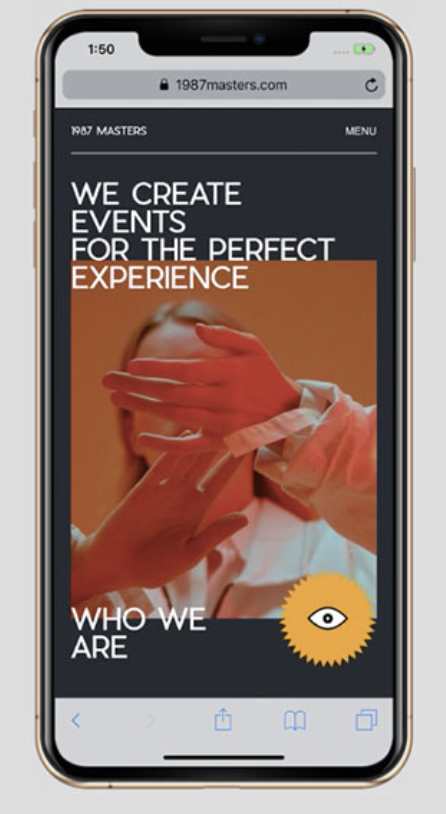 1:50
1987masters.com
1987 MASTERS
MENU
WE CREATE
EVENTS
FOR THE PERFECT
EXPERIENCE
WHO WE
ARE